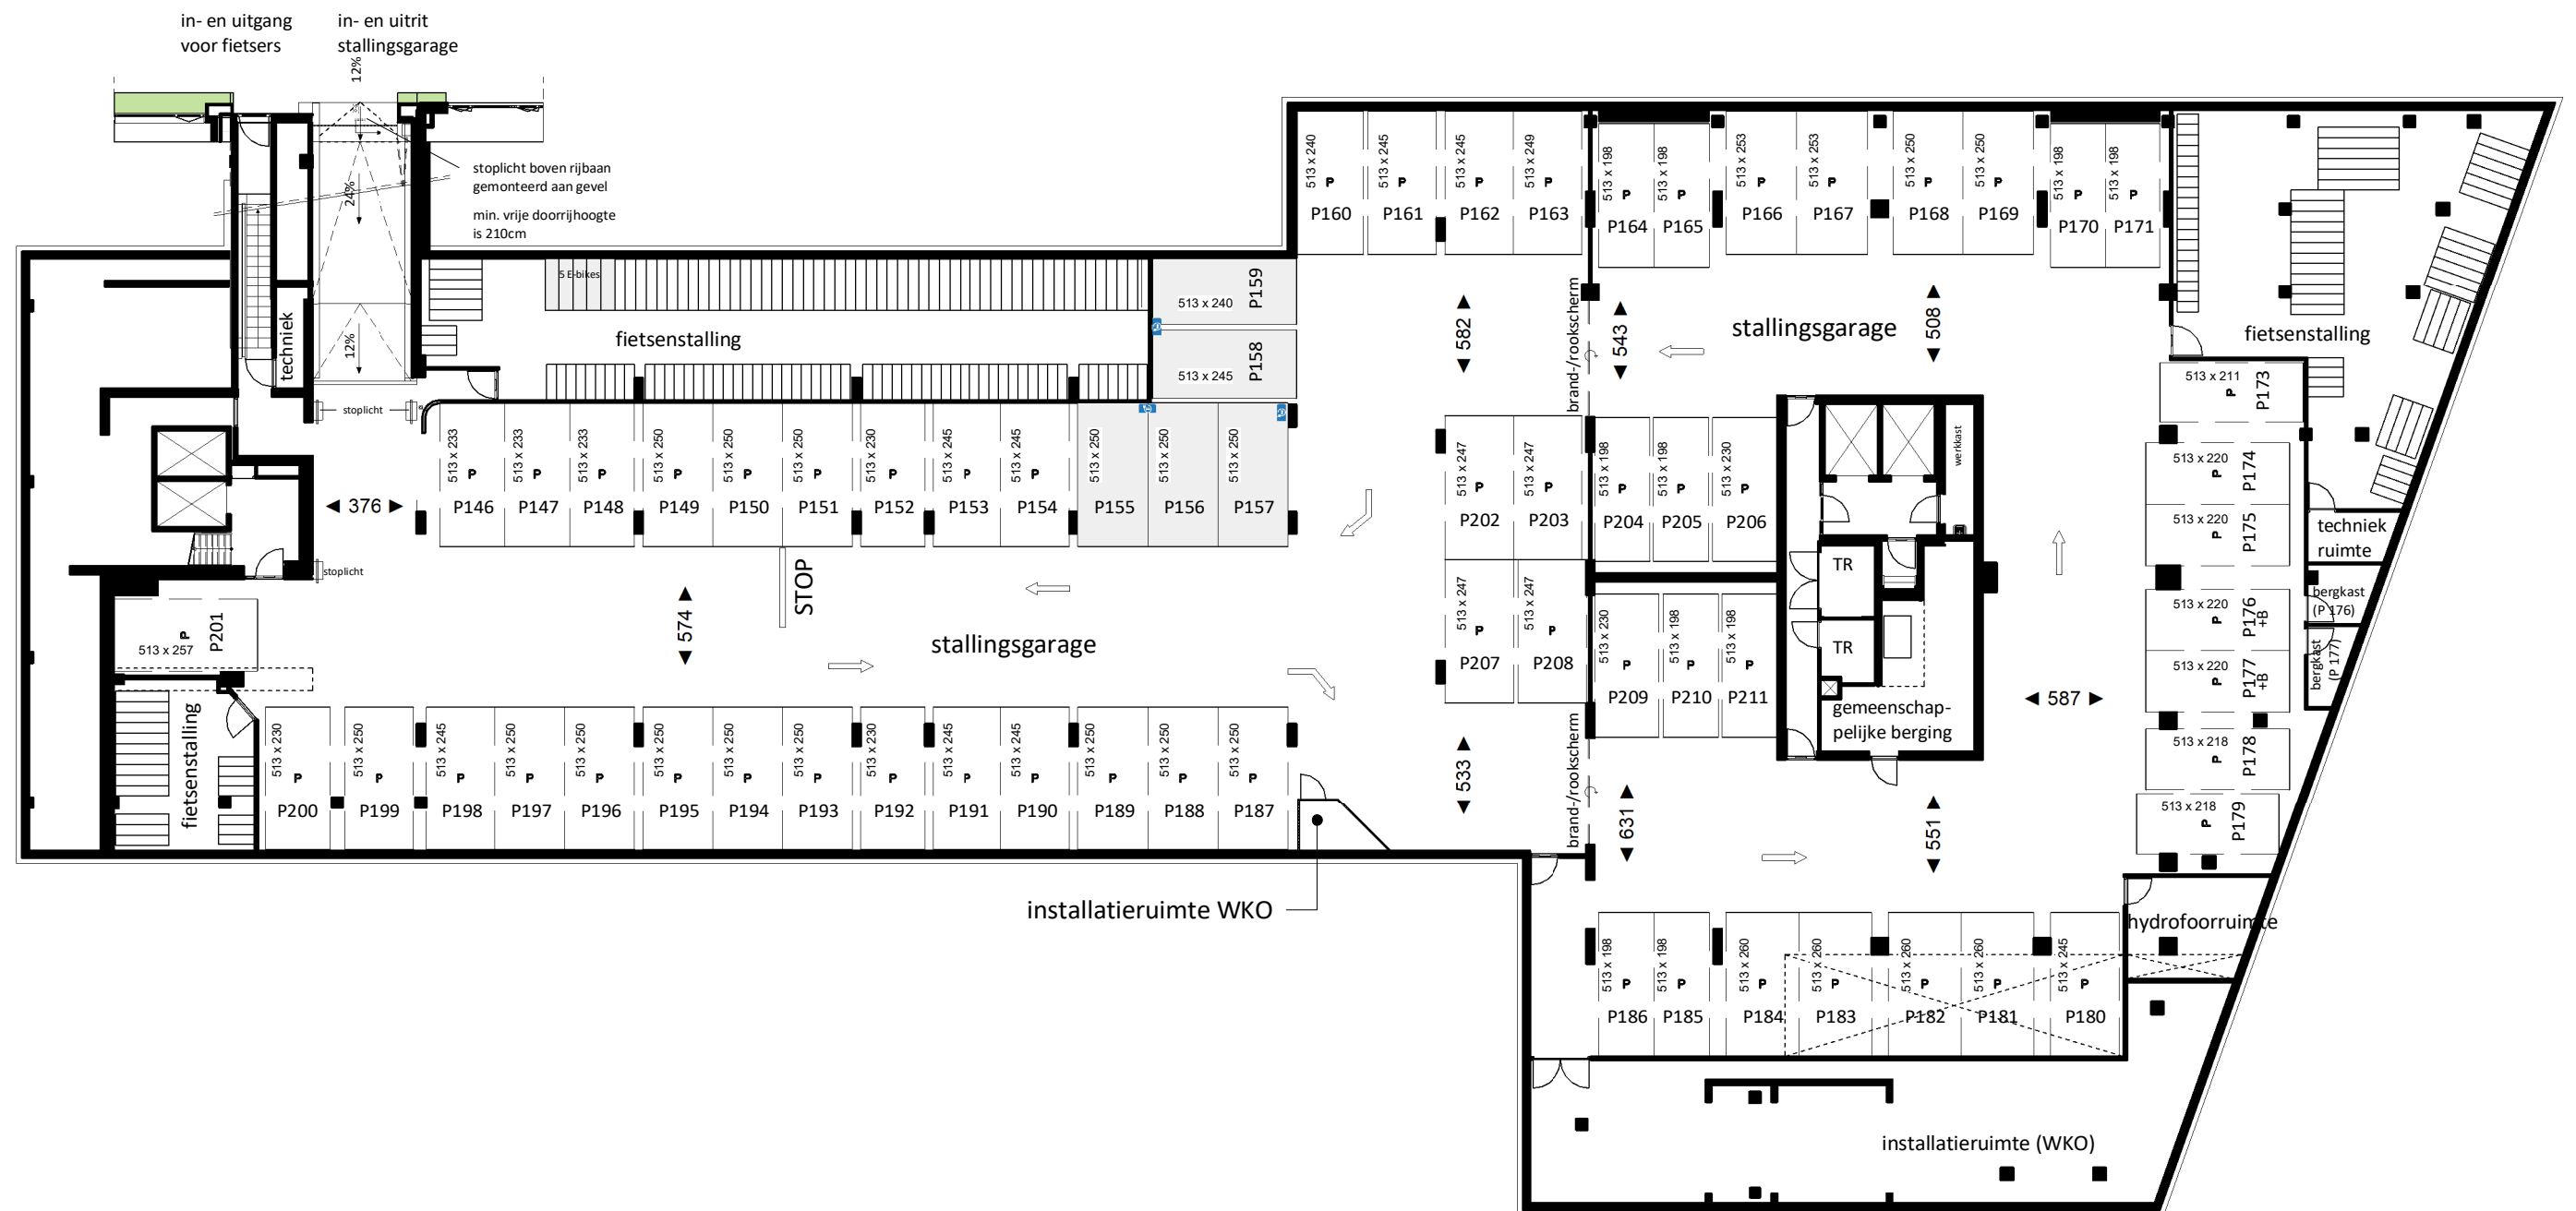 in- en uitgang
voor fietsers
in- en uitrit
stallingsgarage
12%
24%
12%
stoplicht boven rijbaan
gemonteerd aan gevel
min. vrije doorrijhoogte
is 210cm
techniek
stoplicht
stoplicht
5 E-bikes
fietsenstalling
513 x 240
P159
513 x 245
P158
513 x 240
P
P160
513 x 245
P
P161
513 x 245
P
P162
513 x 249
P
P163
513 x 198
P
P164
513 x 198
P
P165
513 x 253
P
P166
513 x 253
P
P167
513 x 250
P
P168
513 x 250
P
P169
513 x 198
P
P170
513 x 198
P
P171
◄ 582 ►
brand-/rookscherm
◄ 543 ►
stallingsgarage
◄ 508 ►
fietsenstalling
513 x 211
P
P173
513 x 220
P
P174
513 x 220
P
P175
513 x 220
P
P176
+B
513 x 220
P
P177
+B
513 x 218
P
P178
513 x 218
P
P179
techniek
ruimte
bergkast
(P 176)
bergkast
(P 177)
◄ 376 ►
513 x 233
P
P146
513 x 233
P
P147
513 x 233
P
P148
513 x 250
P
P149
513 x 250
P
P150
513 x 250
P
P151
513 x 230
P
P152
513 x 245
P
P153
513 x 245
P
P154
513 x 250
P155
513 x 250
P156
513 x 250
P157
513 x 247
P
P202
513 x 247
P
P203
513 x 198
P
P204
513 x 198
P
P205
513 x 230
P
P206
werkkast
TR
TR
gemeenschap-
pelijke berging
◄ 587 ►
513 x 257
P
P201
◄ 574 ►
STOP
stallingsgarage
513 x 247
P
P207
513 x 247
P
P208
513 x 230
P
P209
513 x 198
P
P210
513 x 198
P
P211
fietsenstalling
513 x 230
P
P200
513 x 250
P
P199
513 x 245
P
P198
513 x 250
P
P197
513 x 250
P
P196
513 x 250
P
P195
513 x 250
P
P194
513 x 250
P
P193
513 x 230
P
P192
513 x 245
P
P191
513 x 245
P
P190
513 x 250
P
P189
513 x 250
P
P188
513 x 250
P
P187
◄ 533 ►
brand-/rookscherm
◄ 631 ►
◄ 551 ►
installatieruimte WKO
hydrofoorruimte
513 x 198
P
P186
513 x 198
P
P185
513 x 260
P
P184
513 x 260
P
P183
513 x 260
P
P182
513 x 260
P
P181
513 x 245
P
P180
installatieruimte (WKO)